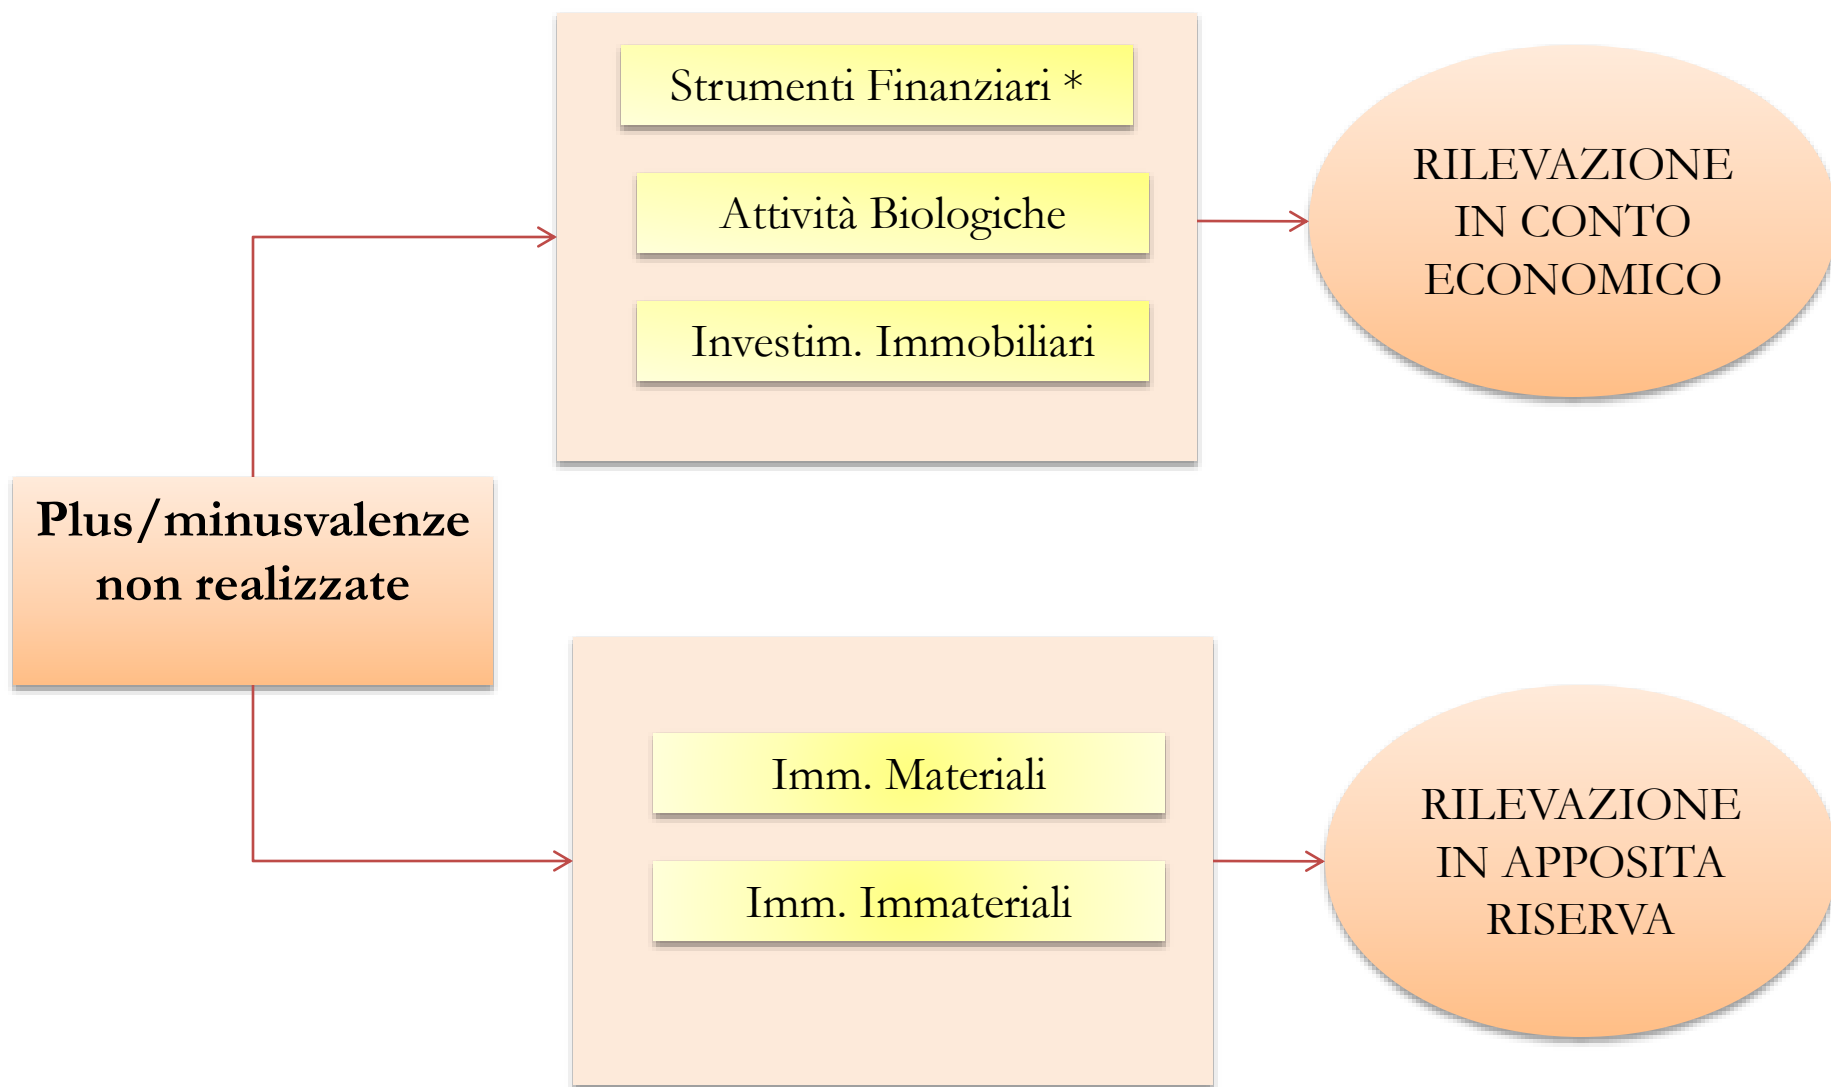 Strumenti Finanziari *
Attività Biologiche
Investim. Immobiliari
RILEVAZIONE
IN CONTO
ECONOMICO
Plus/minusvalenze
non realizzate
Imm. Materiali
Imm. Immateriali
RILEVAZIONE
IN APPOSITA
RISERVA